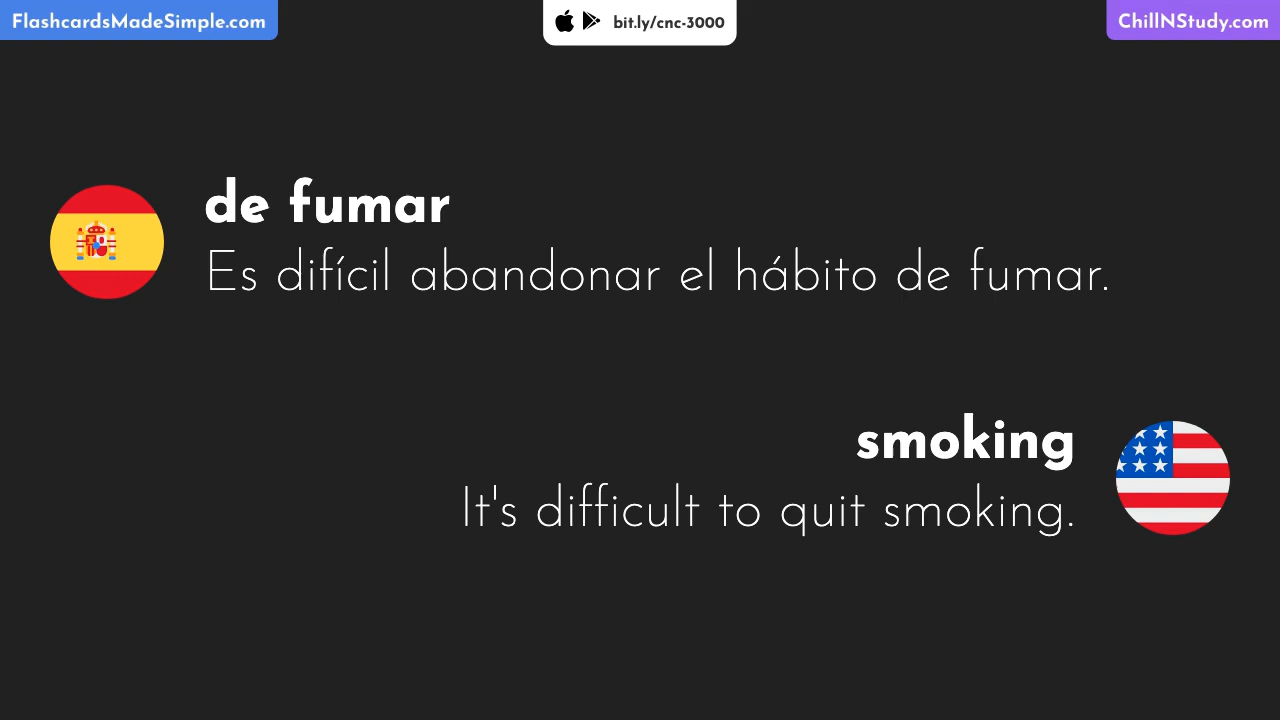 FlashcardsMadeSimple.com
bit.ly/cnc-3000
ChillNStudy.com
de fumar
Es difícil abandonar el hábito de fumar.
smoking
It's difficult to quit smoking.